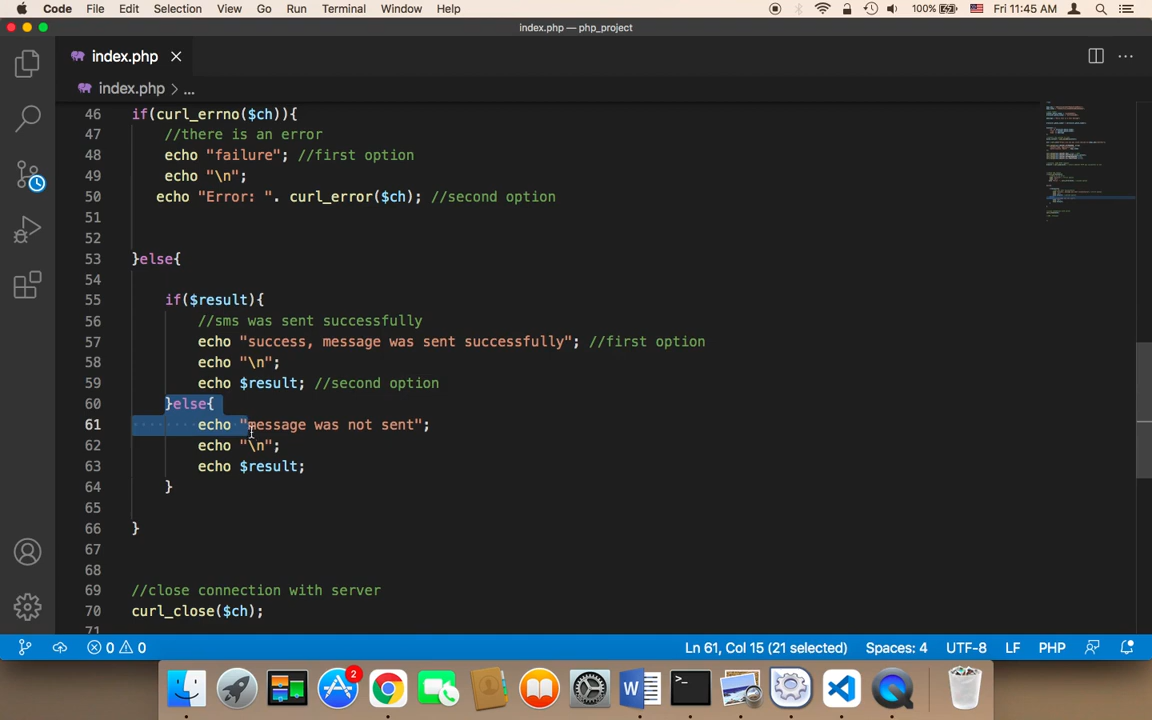 Code File Edit Selection View Go Run Terminal Window Help 100% Fri 11:45 AM
index.php — php_project
index.php
index.php > ...
46 if(curl_errno($ch)){
47 //there is an error
48 echo "failure"; //first option
49 echo "\n";
50 echo "Error: ". curl_error($ch); //second option
51
52
53 }else{
54
55 if($result){
56 //sms was sent successfully
57 echo "success, message was sent successfully"; //first option
58 echo "\n";
59 echo $result; //second option
60 }else{
61 echo "message was not sent";
62 echo "\n";
63 echo $result;
64 }
65
66 }
67
68
69 //close connection with server
70 curl_close($ch);
71
0 0 Ln 61, Col 15 (21 selected) Spaces: 4 UTF-8 LF PHP
2